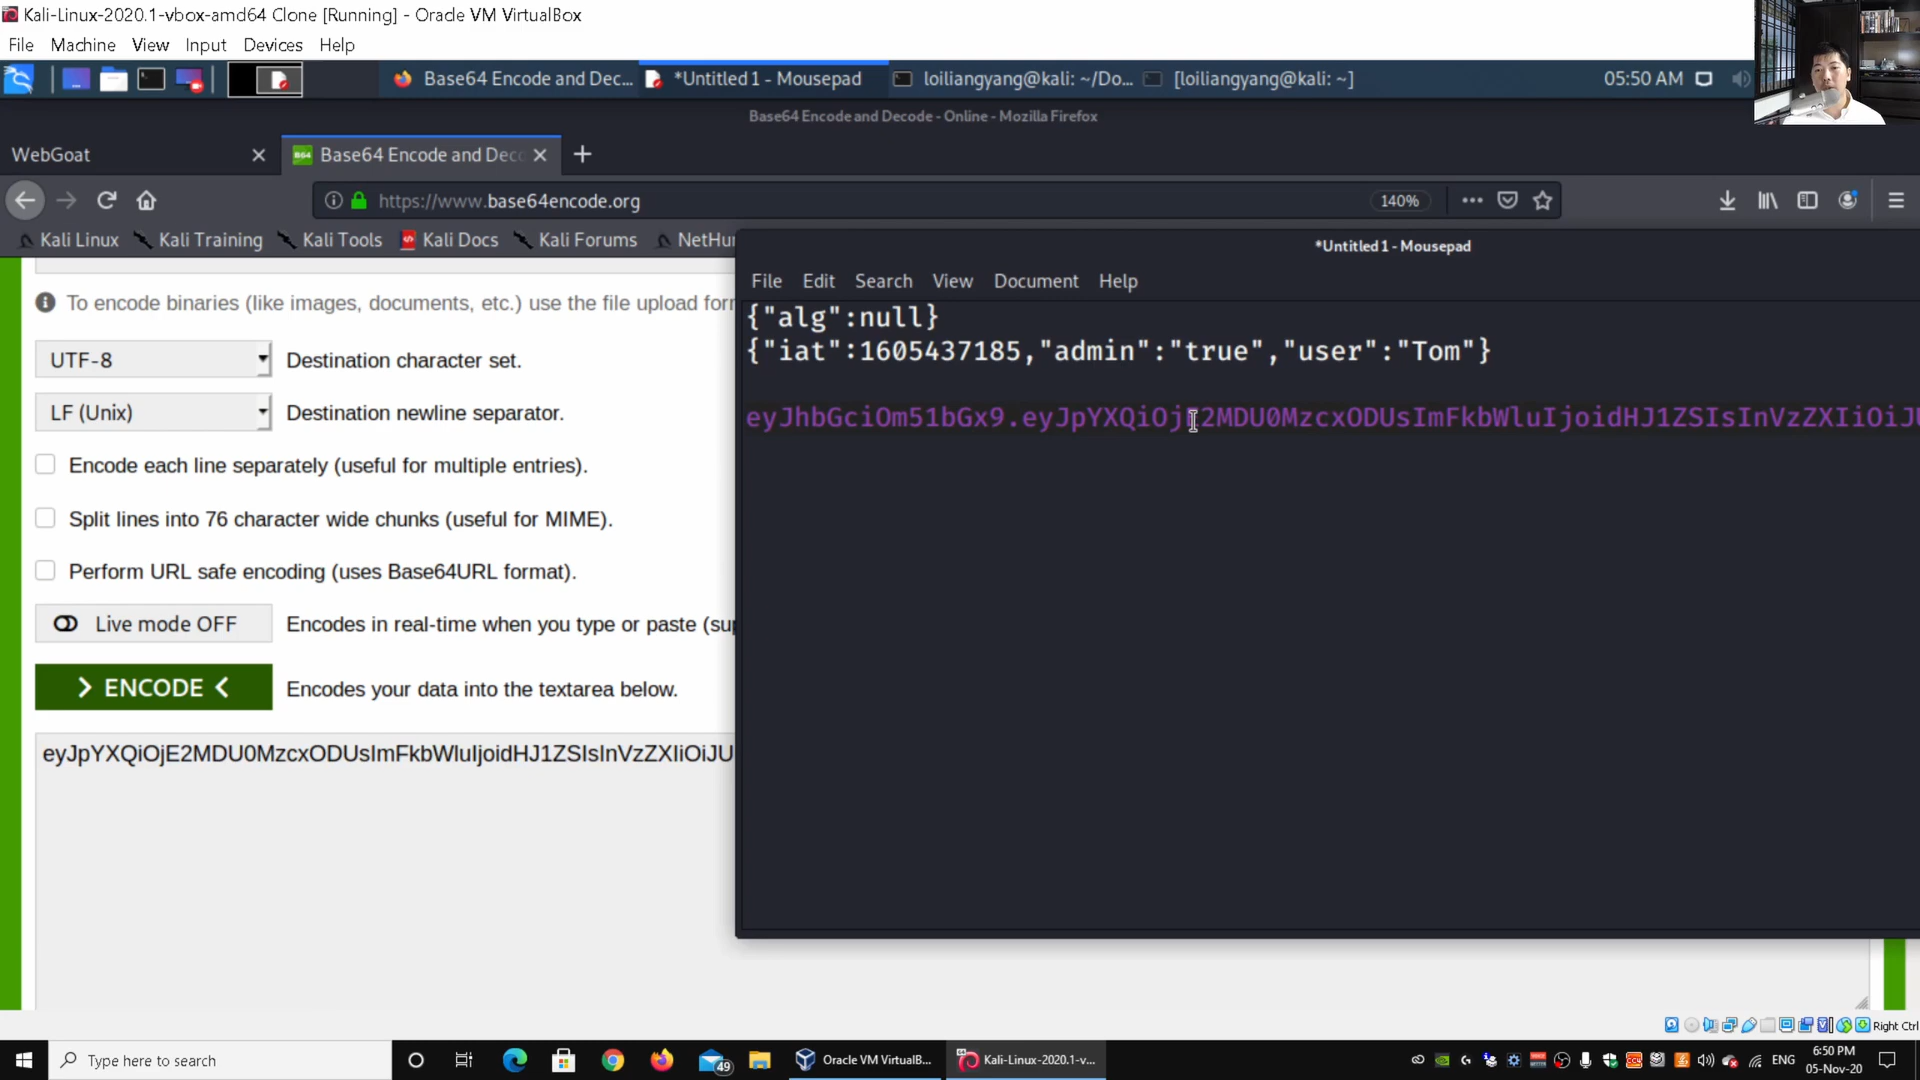 Kali-Linux-2020.1-vbox-amd64 Clone [Running] - Oracle VM VirtualBox
File Machine View Input Devices Help
Base64 Encode and Dec... *Untitled 1 - Mousepad loiliangyang@kali: ~/Do... [loiliangyang@kali: ~] 05:50 AM
Base64 Encode and Decode - Online - Mozilla Firefox
WebGoat Base64 Encode and Deco
https://www.base64encode.org 140%
Kali Linux Kali Training Kali Tools Kali Docs Kali Forums NetHun
*Untitled 1 - Mousepad
File Edit Search View Document Help
{"alg":null}
{"iat":1605437185,"admin":"true","user":"Tom"}
eyJhbGciOm51bGx9.eyJpYXQiOjE2MDU0MzcxODUsImFkbWluIjoidHJ1ZSIsInVzZXIiOiJU
To encode binaries (like images, documents, etc.) use the file upload form
UTF-8 Destination character set.
LF (Unix) Destination newline separator.
Encode each line separately (useful for multiple entries).
Split lines into 76 character wide chunks (useful for MIME).
Perform URL safe encoding (uses Base64URL format).
Live mode OFF Encodes in real-time when you type or paste (sup
> ENCODE < Encodes your data into the textarea below.
eyJpYXQiOjE2MDU0MzcxODUsImFkbWluIjoidHJ1ZSIsInVzZXIiOiJU
Right Ctrl
Type here to search
49
Oracle VM VirtualB...
Kali-Linux-2020.1-v...
ENG
6:50 PM
05-Nov-20